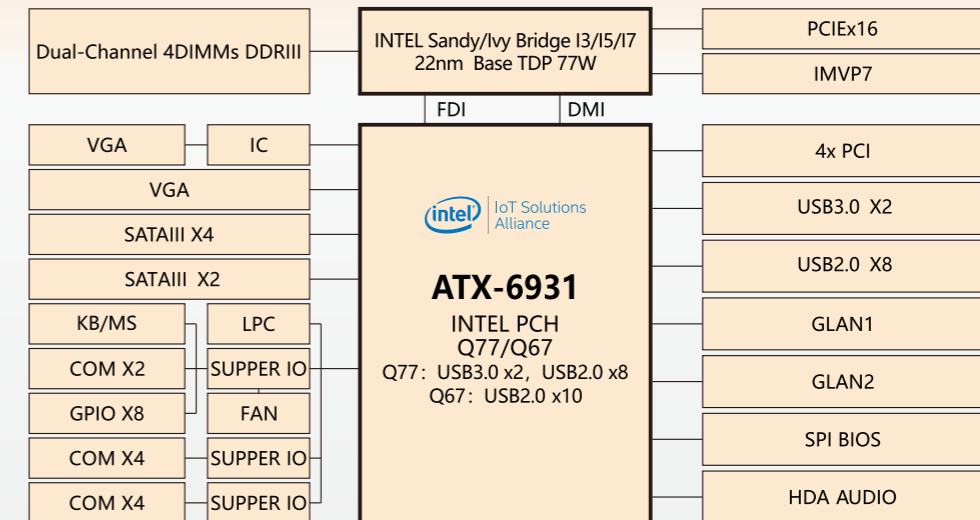 Dual-Channel 4DIMMs DDRIII
INTEL Sandy/Ivy Bridge I3/I5/I7
22nm Base TDP 77W
PCIEx16
IMVP7
FDI
DMI
VGA
IC
VGA
SATAIII X4
SATAIII X2
KB/MS
LPC
COM X2
SUPPER IO
GPIO X8
FAN
COM X4
SUPPER IO
COM X4
SUPPER IO
intel
IoT Solutions
Alliance
ATX-6931
INTEL PCH
Q77/Q67
Q77: USB3.0 x2, USB2.0 x8
Q67: USB2.0 x10
4x PCI
USB3.0 X2
USB2.0 X8
GLAN1
GLAN2
SPI BIOS
HDA AUDIO